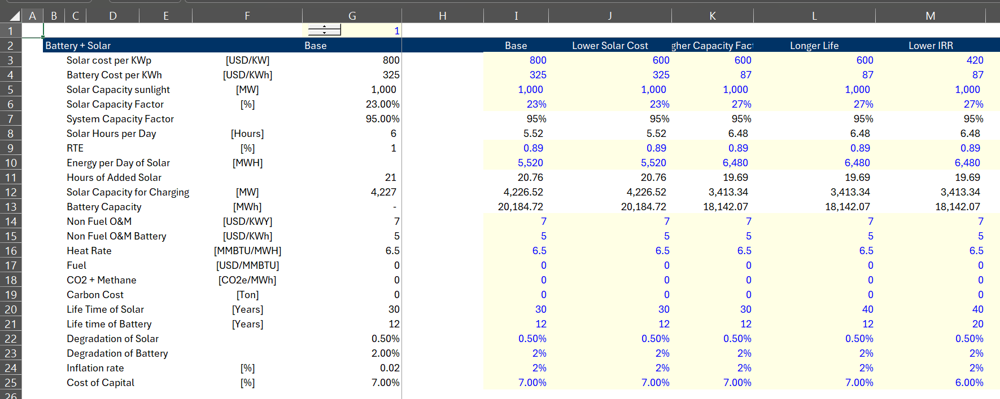 A B C D E F G H I J K L M
1 1
2 Battery + Solar Base Base Lower Solar Cost gher Capacity Fact Longer Life Lower IRR
3 Solar cost per KWp [USD/KW] 800 800 600 600 600 420
4 Battery Cost per KWh [USD/KWh] 325 325 325 87 87 87
5 Solar Capacity sunlight [MW] 1,000 1,000 1,000 1,000 1,000 1,000
6 Solar Capacity Factor [%] 23.00% 23% 23% 27% 27% 27%
7 System Capacity Factor 95.00% 95% 95% 95% 95% 95%
8 Solar Hours per Day [Hours] 6 5.52 5.52 6.48 6.48 6.48
9 RTE [%] 1 0.89 0.89 0.89 0.89 0.89
10 Energy per Day of Solar [MWH] 5,520 5,520 6,480 6,480 6,480
11 Hours of Added Solar 21 20.76 20.76 19.69 19.69 19.69
12 Solar Capacity for Charging [MW] 4,227 4,226.52 4,226.52 3,413.34 3,413.34 3,413.34
13 Battery Capacity [MWh] - 20,184.72 20,184.72 18,142.07 18,142.07 18,142.07
14 Non Fuel O&M [USD/KWY] 7 7 7 7 7 7
15 Non Fuel O&M Battery [USD/KWh] 5 5 5 5 5 5
16 Heat Rate [MMBTU/MWH] 6.5 6.5 6.5 6.5 6.5 6.5
17 Fuel [USD/MMBTU] 0 0 0 0 0 0
18 CO2 + Methane [CO2e/MWh] 0 0 0 0 0 0
19 Carbon Cost [Ton] 0 0 0 0 0 0
20 Life Time of Solar [Years] 30 30 30 30 40 40
21 Life time of Battery [Years] 12 12 12 12 12 20
22 Degradation of Solar 0.50% 0.50% 0.50% 0.50% 0.50% 0.50%
23 Degradation of Battery 2.00% 2% 2% 2% 2% 2%
24 Inflation rate [%] 0.02 2% 2% 2% 2% 2%
25 Cost of Capital [%] 7.00% 7.00% 7.00% 7.00% 7.00% 6.00%
26